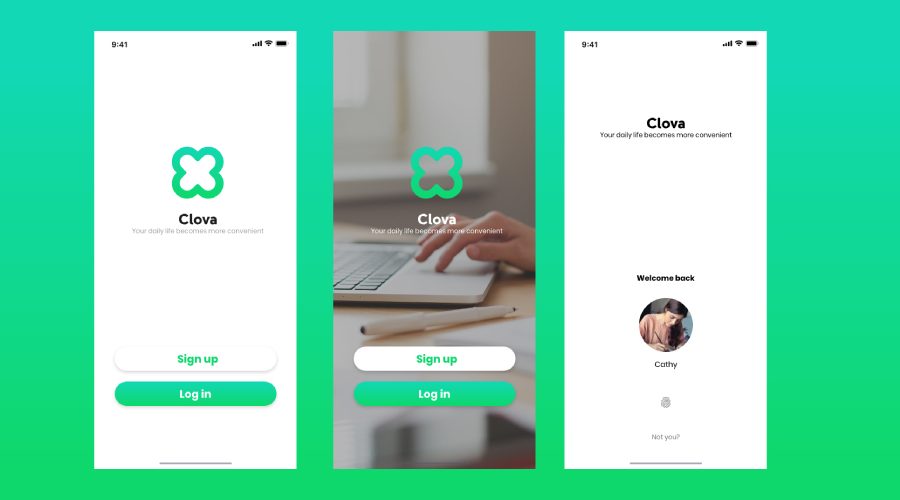 9:41
Clova
Your daily life becomes more convenient
Sign up
Log in
Clova
Your daily life becomes more convenient
Sign up
Log in
9:41
Clova
Your daily life becomes more convenient
Welcome back
Cathy
Not you?